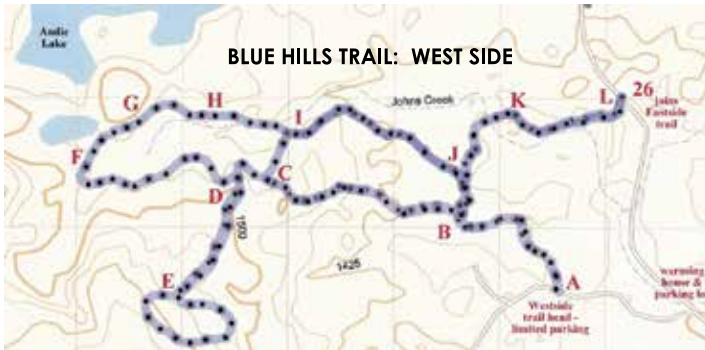 Audie
Lake
BLUE HILLS TRAIL: WEST SIDE
G
H
I
Johns Creek
K
L
26
joins
Eastside
trail
F
J
C
D
B
1500
E
1425
A
Westside
trail head -
limited parking
warming
house &
parking lo